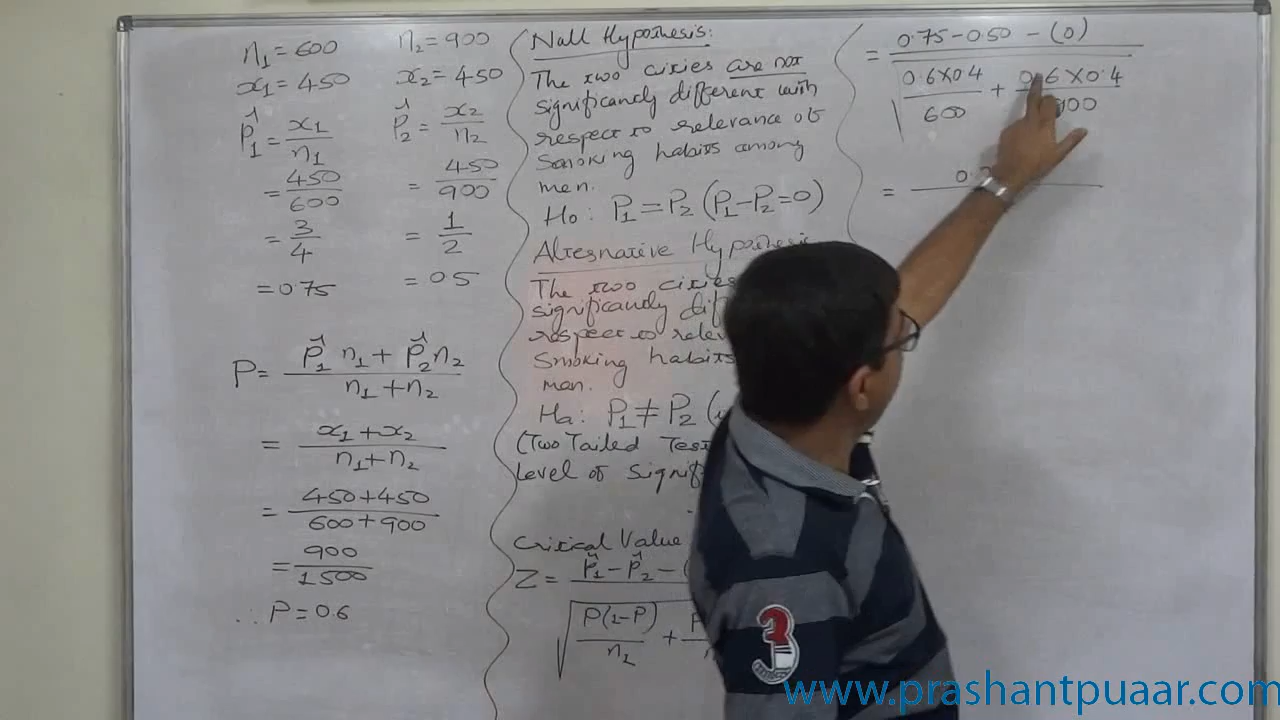 n₁ = 600 n₂ = 900
x₁ = 450 x₂ = 450
P̂₁ = x₁/n₁ P̂₂ = x₂/n₂
= 450/600 = 450/900
= 3/4 = 1/2
= 0.75 = 0.5
P = (P̂₁ n₁ + P̂₂ n₂)/(n₁ + n₂)
= (x₁ + x₂)/(n₁ + n₂)
= (450 + 450)/(600 + 900)
= 900/1500
∴ P = 0.6
Null Hypothesis:
The two cities are not
significantly different with
respect to relevance of
Smoking habits among
men.
Ho: P₁ = P₂ (P₁ - P₂ = 0)
Alternative Hypothesis
The two cities
significantly
respect to
Smoking habits
men.
Ha: P₁ ≠ P₂ (
(Two Tailed Test
Level of
Critical Value
Z = P̂₁ - P̂₂ - (
√ P(1-P)/n₁ +
= 0.75 - 0.50 - (0)
√ 0.6 × 0.4/600 + 0.6 × 0.4/
=
3
www.prashantpuaar.com